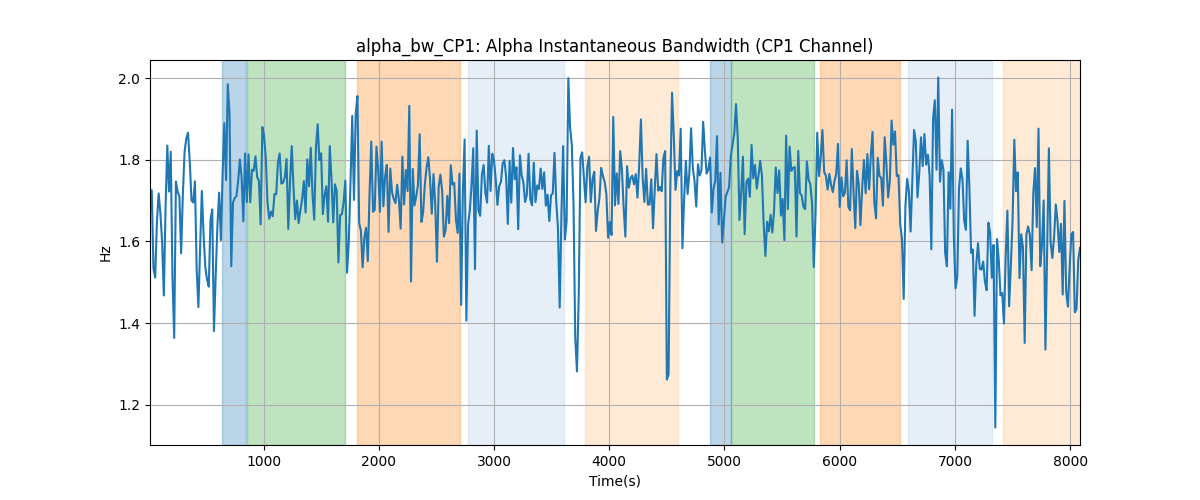 alpha_bw_CP1: Alpha Instantaneous Bandwidth (CP1 Channel)
2.0
1.8
1.6
1.4
1.2
Hz
1000 2000 3000 4000 5000 6000 7000 8000
Time(s)